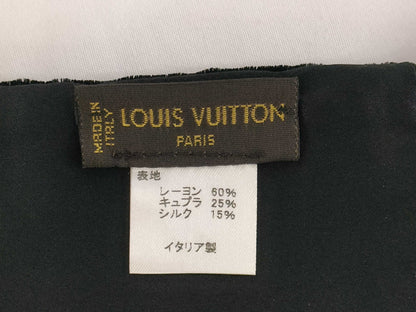 MADE IN
ITALY
LOUIS VUITTON
PARIS
表地
レーヨン 60%
キュプラ 25%
シルク 15%
イタリア製